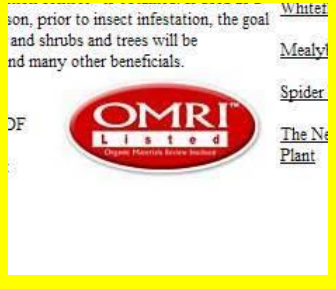 son, prior to insect infestation, the goal
and shrubs and trees will be
nd many other beneficials.
OF
OMRI™
Listed
Organic Materials Review Institute
Whitef
Mealyb
Spider
The Ne
Plant